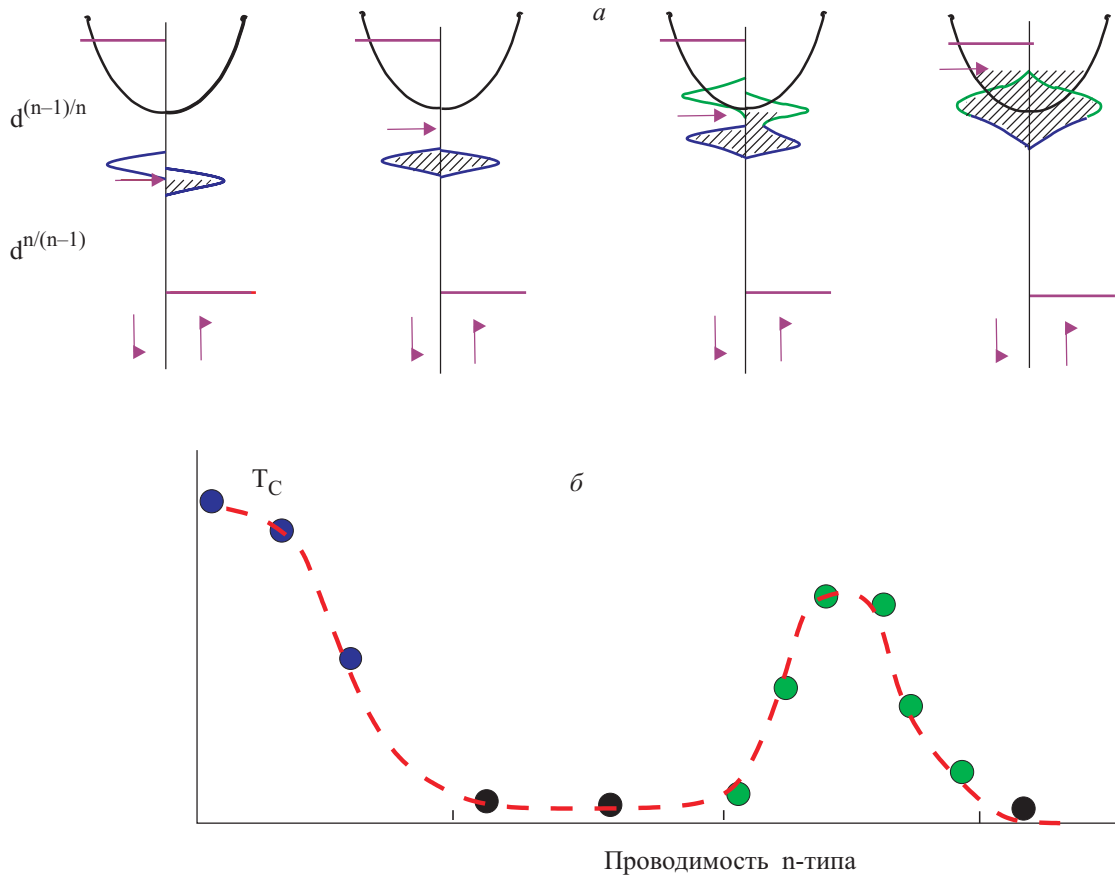 а
d^(n–1)/n
d^n/(n–1)
T_C
б
Проводимость n-типа